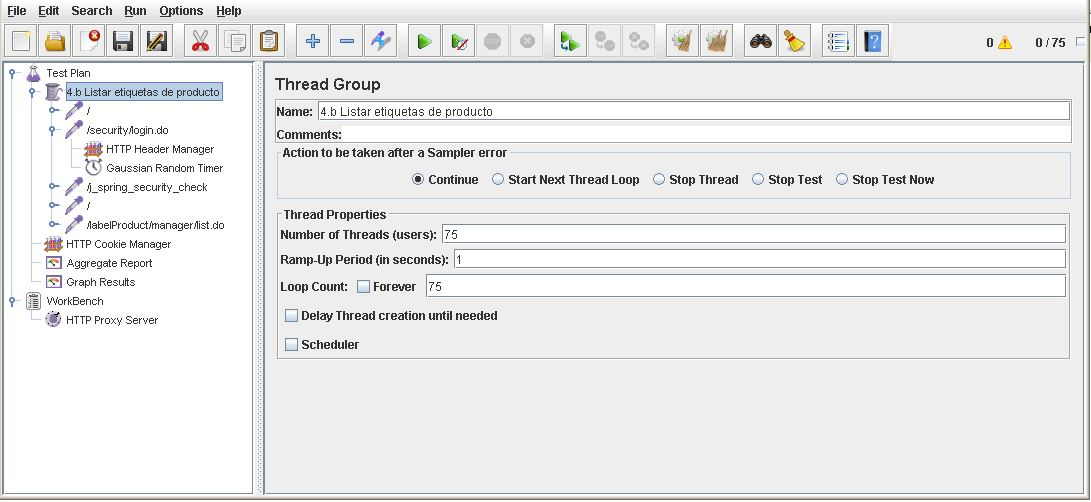 File Edit Search Run Options Help
0 0 / 75
Test Plan
4.b Listar etiquetas de producto
/
/security/login.do
HTTP Header Manager
Gaussian Random Timer
/j_spring_security_check
/
/labelProduct/manager/list.do
HTTP Cookie Manager
Aggregate Report
Graph Results
WorkBench
HTTP Proxy Server
Thread Group
Name: 4.b Listar etiquetas de producto
Comments:
Action to be taken after a Sampler error
Continue Start Next Thread Loop Stop Thread Stop Test Stop Test Now
Thread Properties
Number of Threads (users): 75
Ramp-Up Period (in seconds): 1
Loop Count: Forever 75
Delay Thread creation until needed
Scheduler